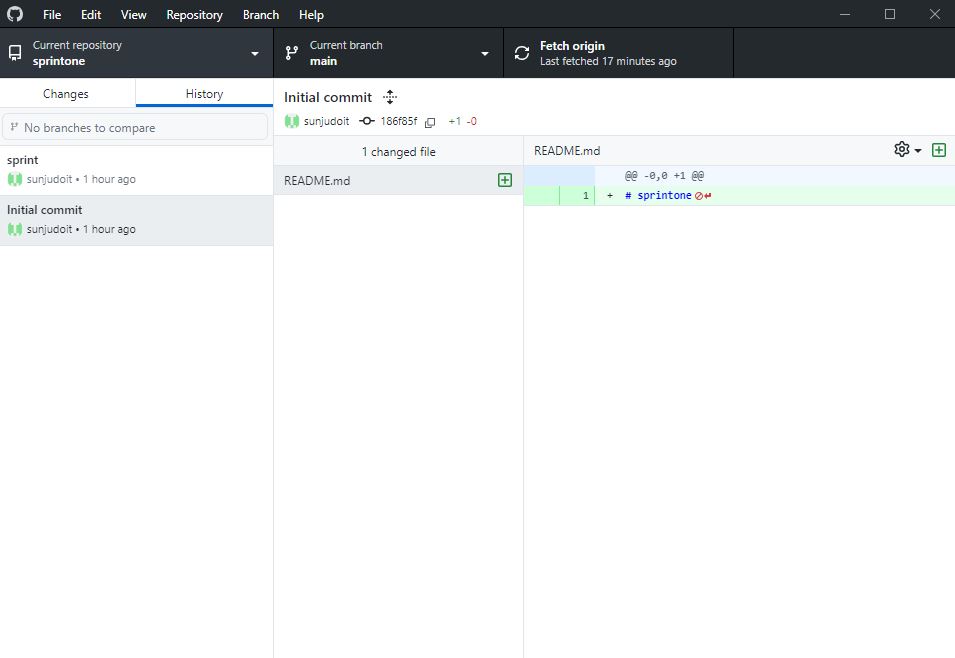 File Edit View Repository Branch Help
Current repository
sprintone
Current branch
main
Fetch origin
Last fetched 17 minutes ago
Changes
History
No branches to compare
sprint
sunjudoit • 1 hour ago
Initial commit
sunjudoit • 1 hour ago
Initial commit
sunjudoit 186f85f +1 -0
1 changed file
README.md
README.md
@@ -0,0 +1 @@
1 + # sprintone